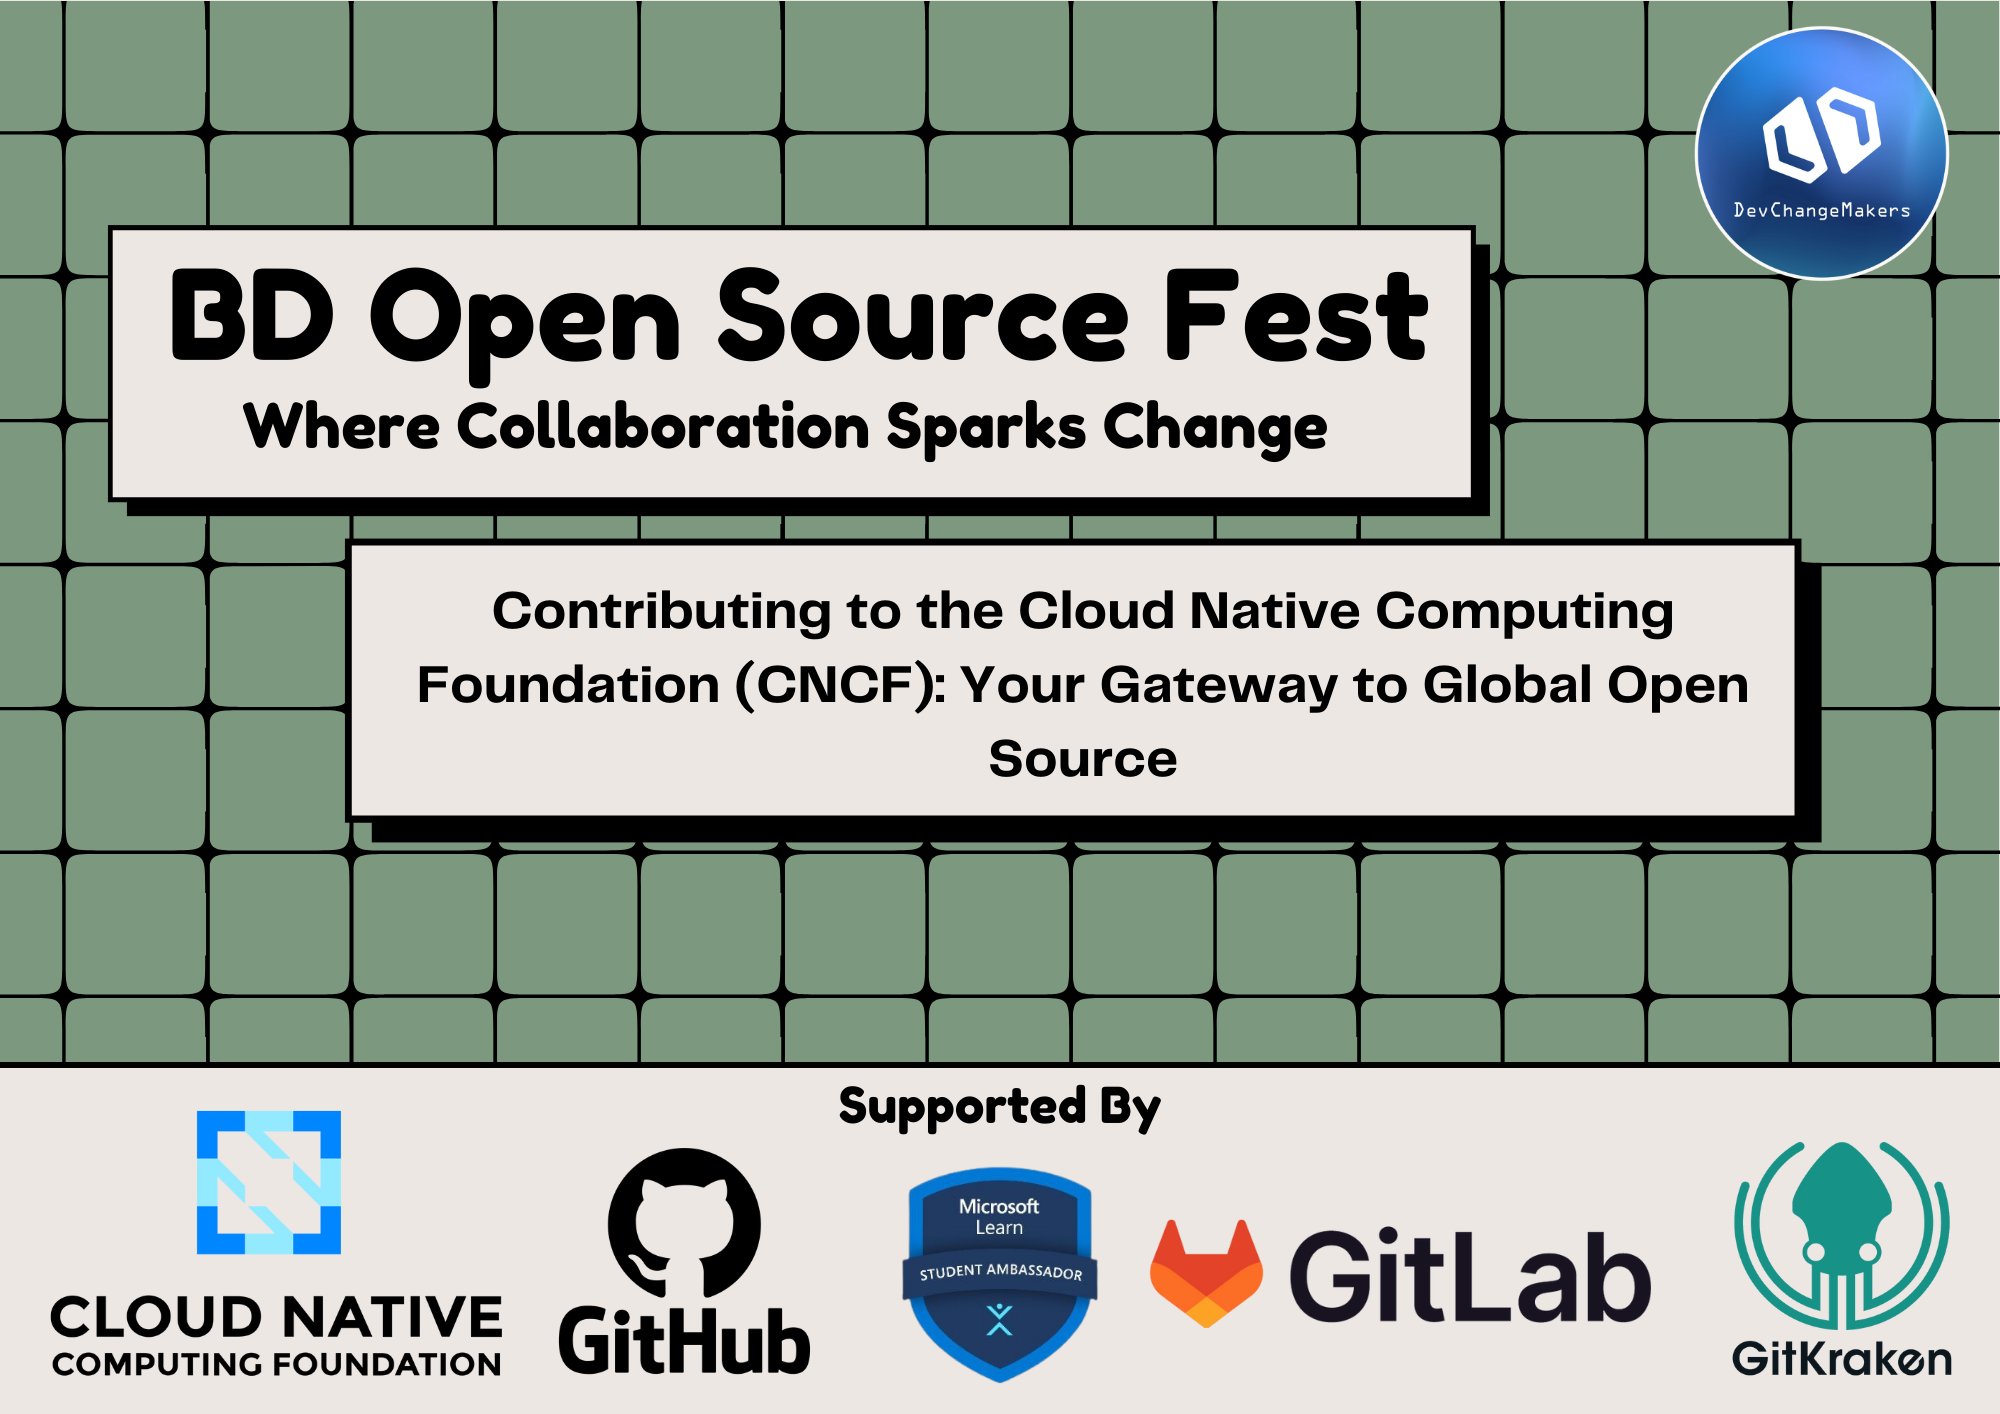 DevChangeMakers
BD Open Source Fest
Where Collaboration Sparks Change
Contributing to the Cloud Native Computing
Foundation (CNCF): Your Gateway to Global Open
Source
Supported By
CLOUD NATIVE
COMPUTING FOUNDATION
GitHub
Microsoft
Learn
STUDENT AMBASSADOR
GitLab
GitKraken